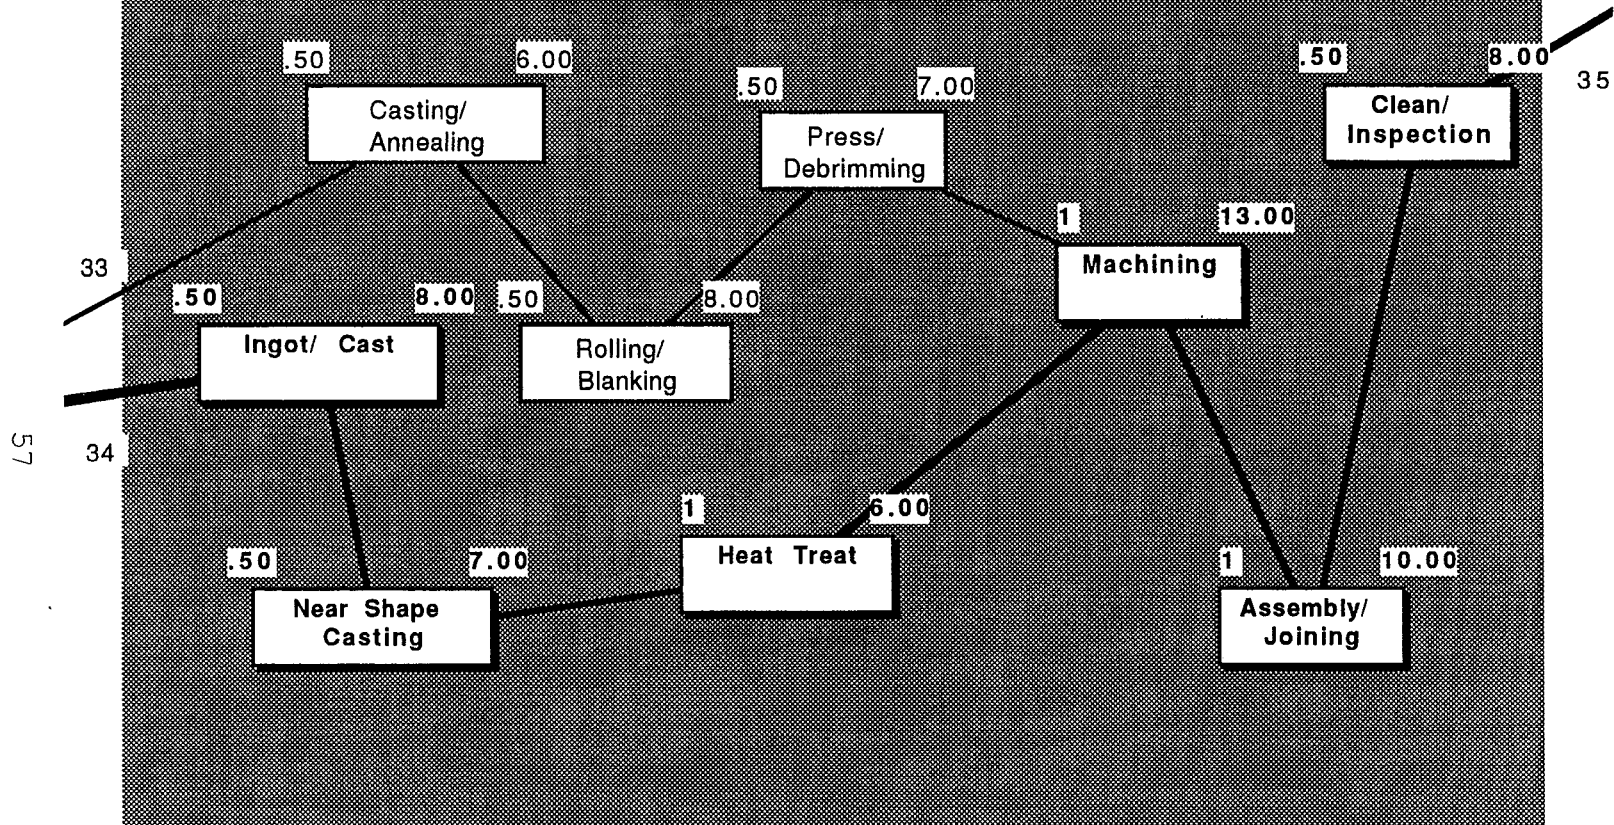 .50 6.00
Casting/
Annealing
.50 7.00
Press/
Debrimming
.50 8.00
Clean/
Inspection
35
1 13.00
Machining
33
.50 8.00
Ingot/ Cast
.50 8.00
Rolling/
Blanking
34
57
1 6.00
Heat Treat
.50 7.00
Near Shape
Casting
1 10.00
Assembly/
Joining